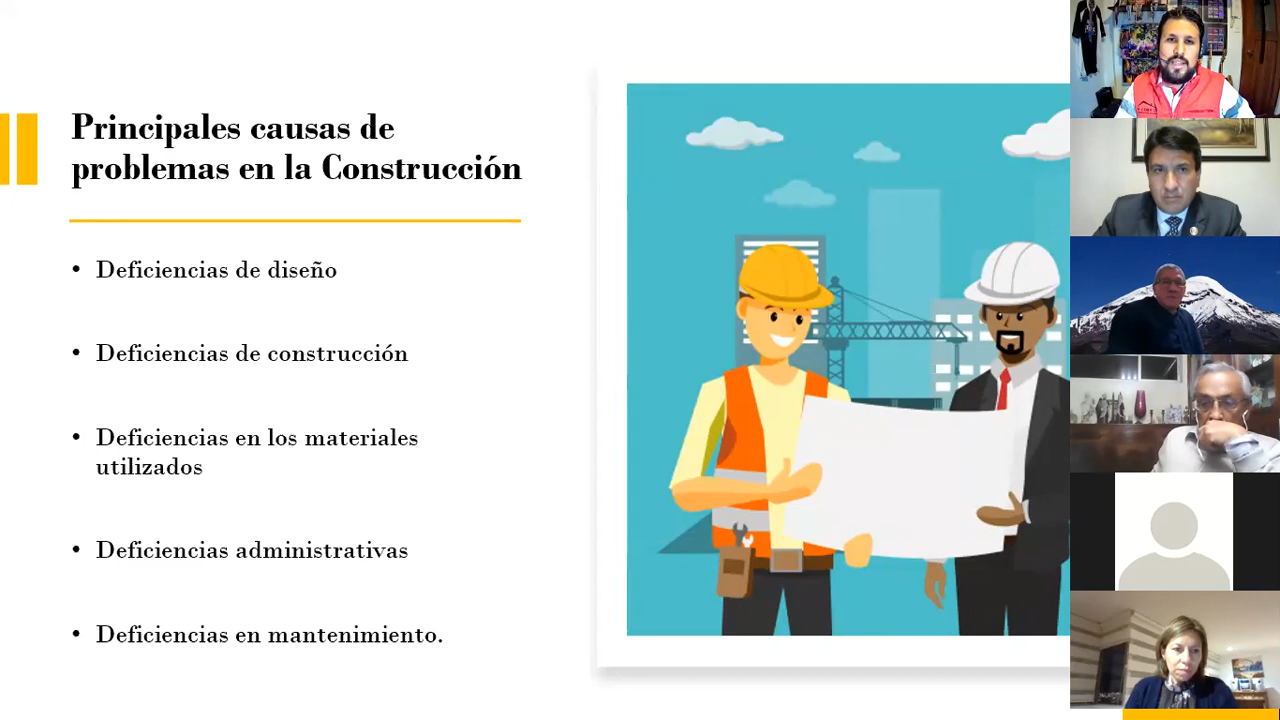 Principales causas de
problemas en la Construcción
• Deficiencias de diseño
• Deficiencias de construcción
• Deficiencias en los materiales
utilizados
• Deficiencias administrativas
• Deficiencias en mantenimiento.